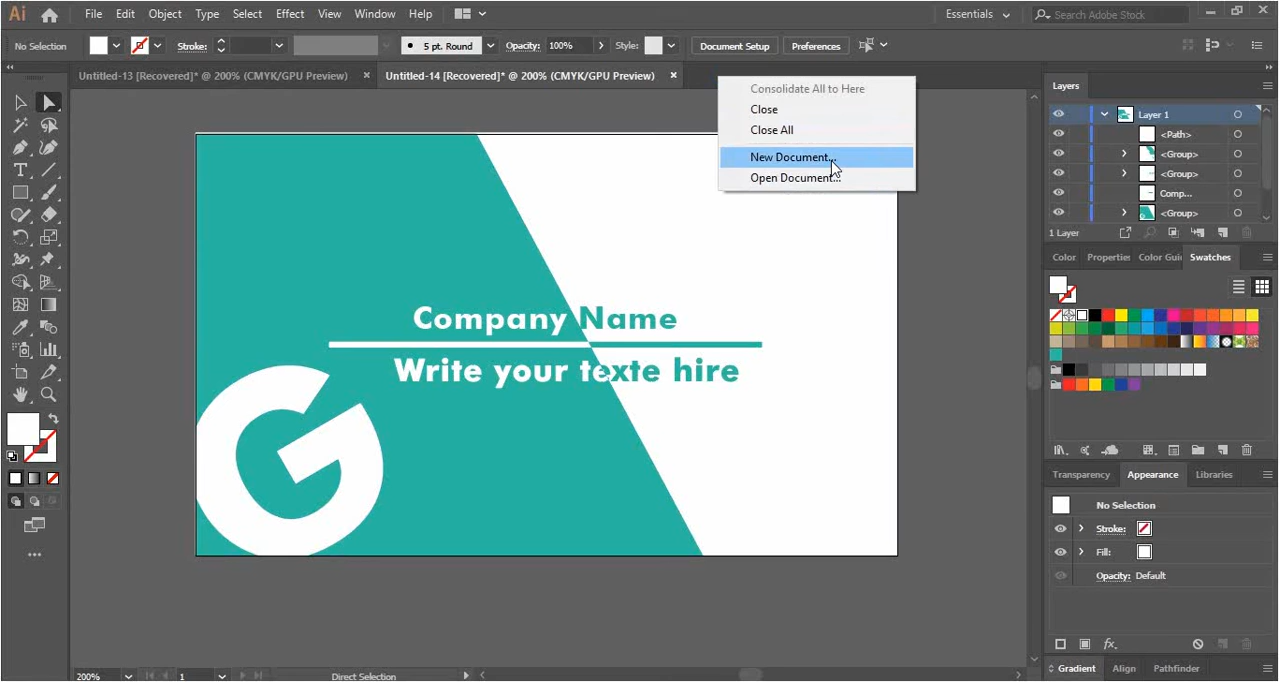 Ai File Edit Object Type Select Effect View Window Help Essentials Search Adobe Stock
No Selection Stroke: 5 pt. Round Opacity: 100% Style: Document Setup Preferences
Untitled-13 [Recovered]* @ 200% (CMYK/GPU Preview) × Untitled-14 [Recovered]* @ 200% (CMYK/GPU Preview) ×
Consolidate All to Here
Close
Close All
New Document...
Open Document...
Company Name
Write your texte hire
G
Layers
Layer 1
<Path>
<Group>
<Group>
Comp...
<Group>
1 Layer
Color Properties Color Gui Swatches
Transparency Appearance Libraries
No Selection
Stroke:
Fill:
Opacity: Default
Gradient Align Pathfinder
200% 1 Direct Selection